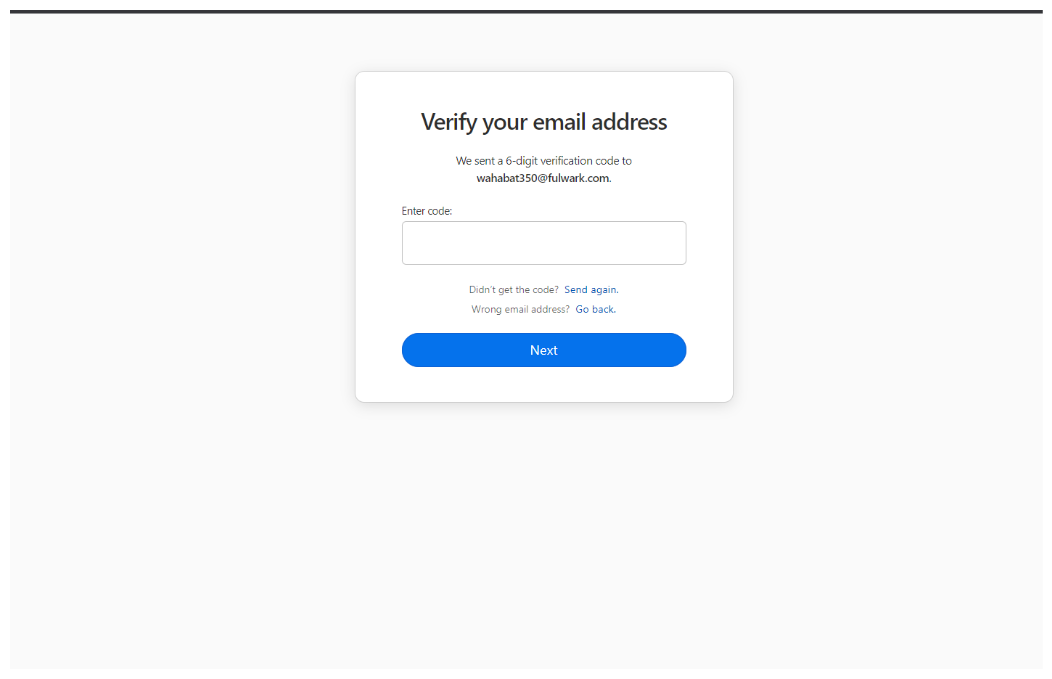 Verify your email address
We sent a 6-digit verification code to
wahabat350@fulwark.com.
Enter code:
Didn't get the code? Send again.
Wrong email address? Go back.
Next